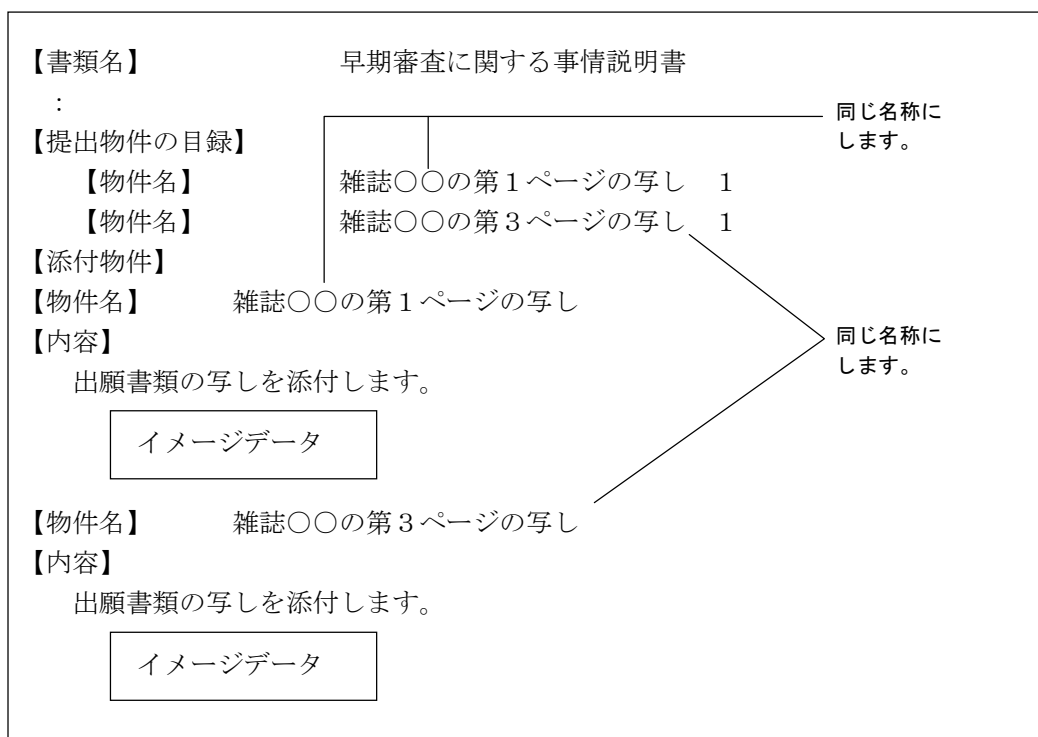 【書類名】 早期審査に関する事情説明書
：
【提出物件の目録】
【物件名】 雑誌○○の第１ページの写し １
【物件名】 雑誌○○の第３ページの写し １
【添付物件】
【物件名】 雑誌○○の第１ページの写し
【内容】
出願書類の写しを添付します。
イメージデータ
【物件名】 雑誌○○の第３ページの写し
【内容】
出願書類の写しを添付します。
イメージデータ
同じ名称に
します。
同じ名称に
します。